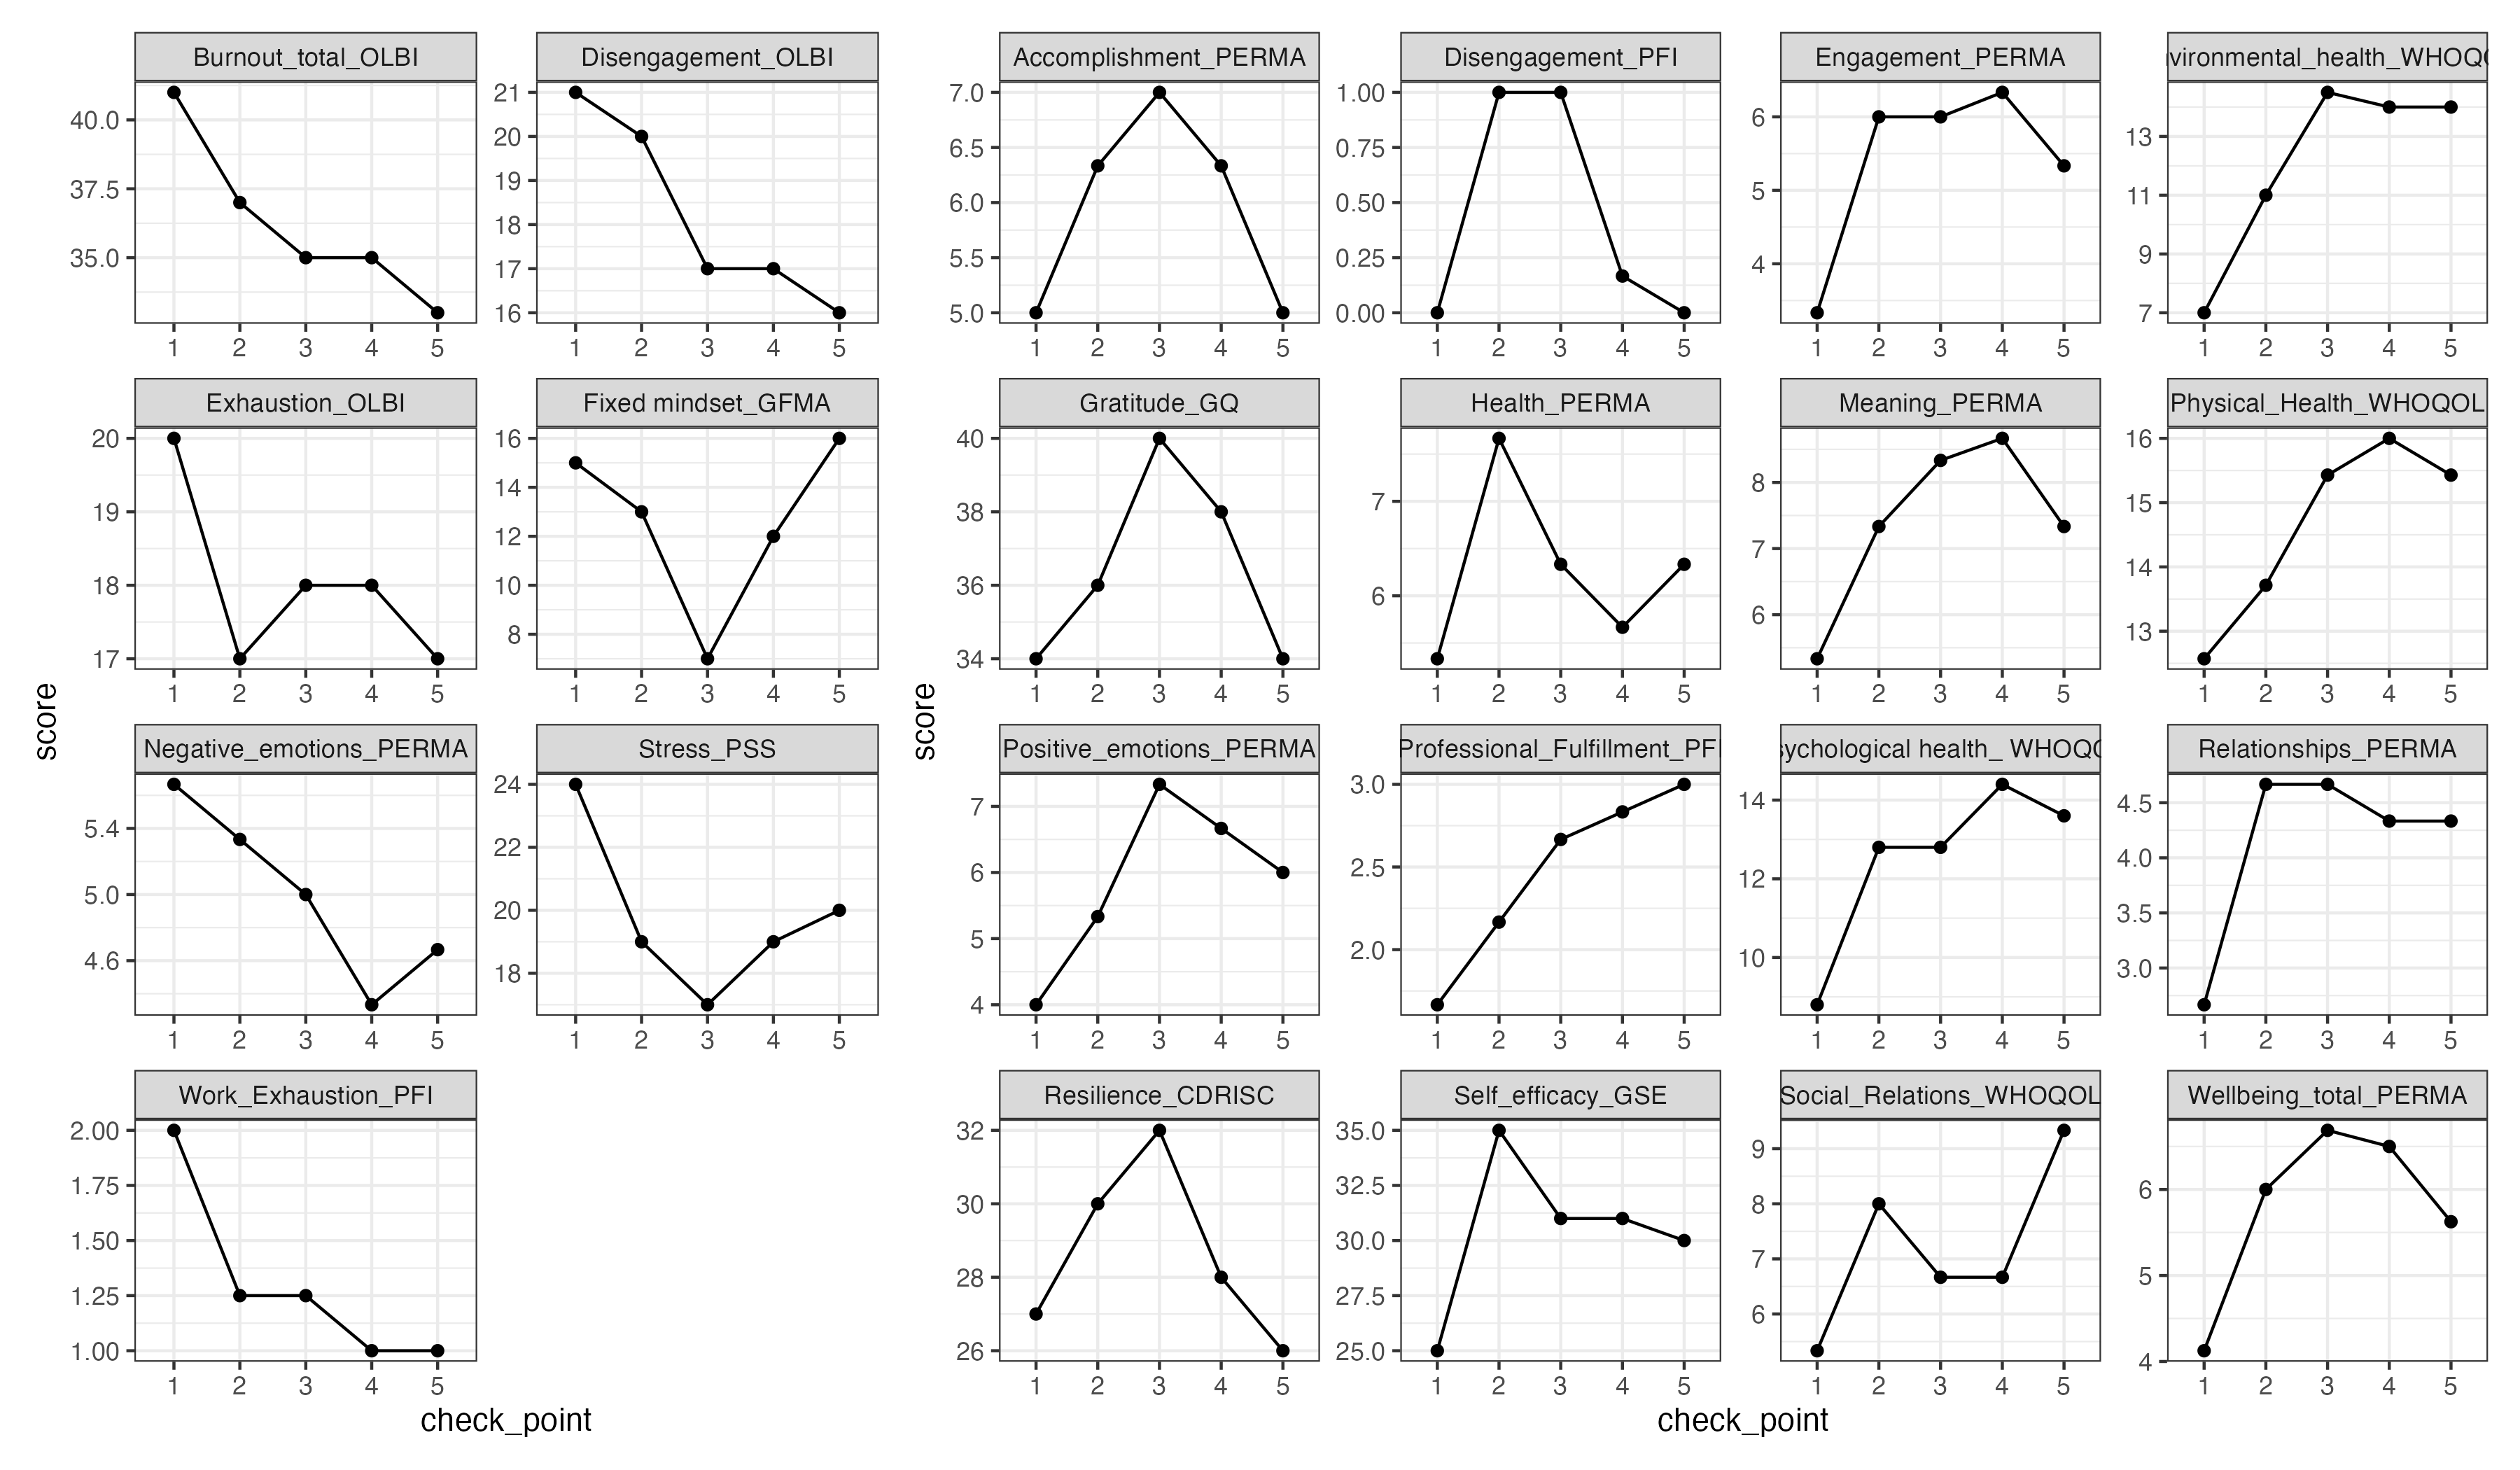 Burnout_total_OLBI
Disengagement_OLBI
40.0
37.5
35.0
1 2 3 4 5
21
20
19
18
17
16
1 2 3 4 5
Exhaustion_OLBI
Fixed mindset_GFMA
20
19
18
17
1 2 3 4 5
16
14
12
10
8
1 2 3 4 5
score
Negative_emotions_PERMA
Stress_PSS
5.4
5.0
4.6
1 2 3 4 5
24
22
20
18
1 2 3 4 5
Work_Exhaustion_PFI
2.00
1.75
1.50
1.25
1.00
1 2 3 4 5
check_point
Accomplishment_PERMA
Disengagement_PFI
Engagement_PERMA
vironmental_health_WHOQ
7.0
6.5
6.0
5.5
5.0
1 2 3 4 5
1.00
0.75
0.50
0.25
0.00
1 2 3 4 5
6
5
4
1 2 3 4 5
13
11
9
7
1 2 3 4 5
Gratitude_GQ
Health_PERMA
Meaning_PERMA
Physical_Health_WHOQOL
40
38
36
34
1 2 3 4 5
7
6
1 2 3 4 5
8
7
6
1 2 3 4 5
16
15
14
13
1 2 3 4 5
score
Positive_emotions_PERMA
Professional_Fulfillment_PF
sychological health_ WHOQ
Relationships_PERMA
7
6
5
4
1 2 3 4 5
3.0
2.5
2.0
1 2 3 4 5
14
12
10
1 2 3 4 5
4.5
4.0
3.5
3.0
1 2 3 4 5
Resilience_CDRISC
Self_efficacy_GSE
Social_Relations_WHOQOL
Wellbeing_total_PERMA
32
30
28
26
1 2 3 4 5
35.0
32.5
30.0
27.5
25.0
1 2 3 4 5
9
8
7
6
1 2 3 4 5
6
5
4
1 2 3 4 5
check_point